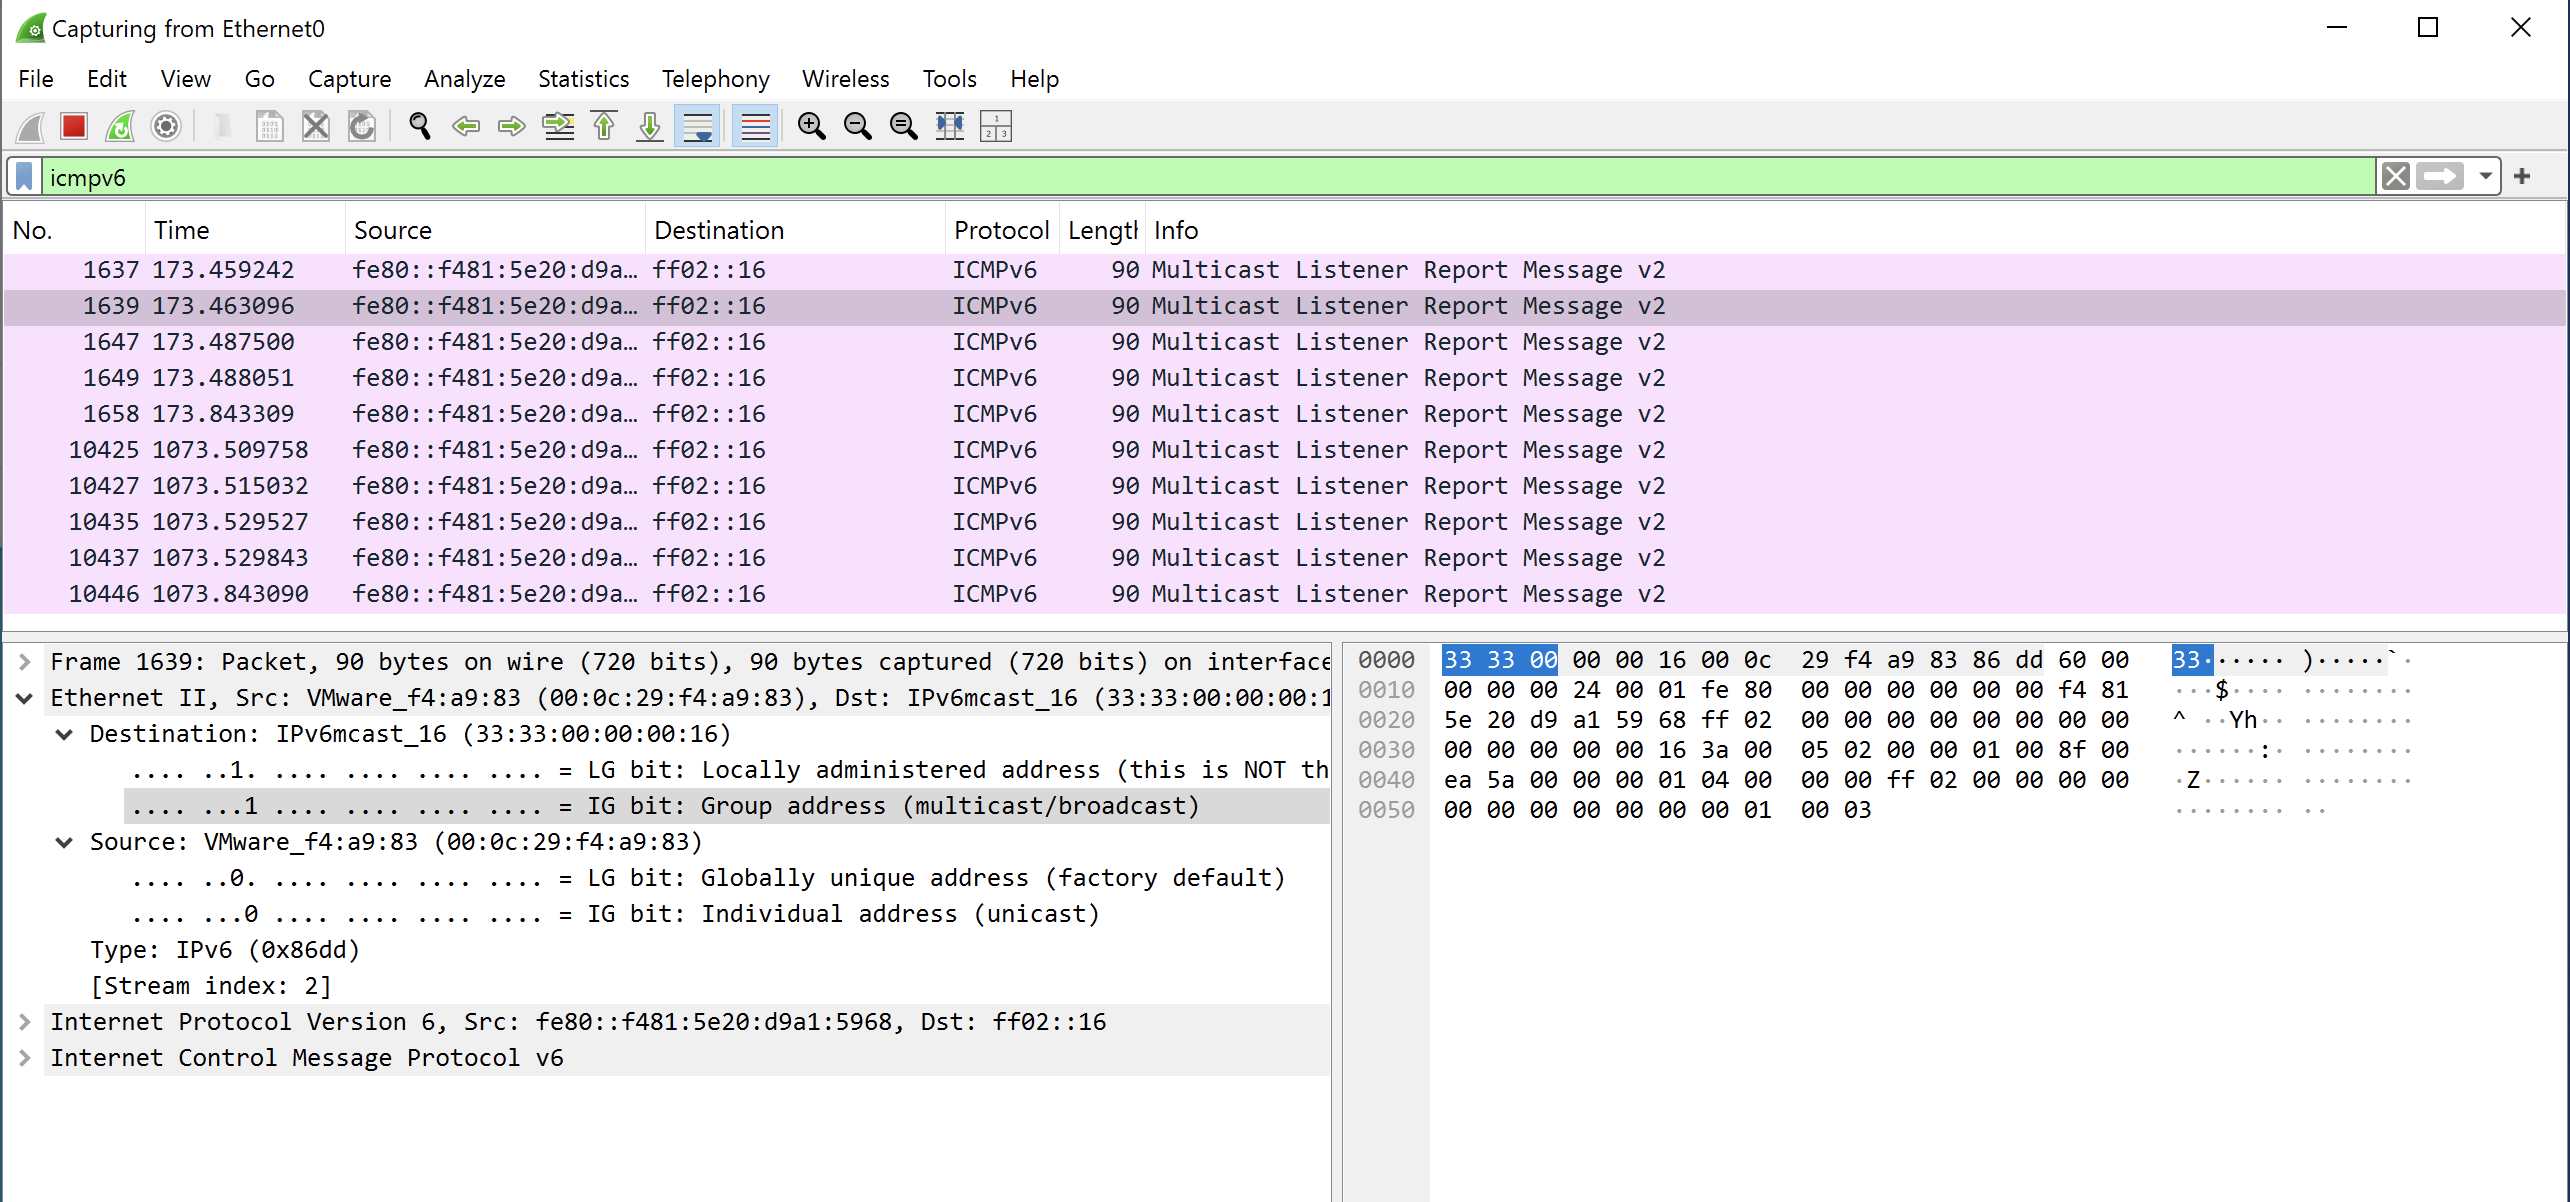 Capturing from Ethernet0
File Edit View Go Capture Analyze Statistics Telephony Wireless Tools Help
icmpv6
No. Time Source Destination Protocol Length Info
1637 173.459242 fe80::f481:5e20:d9a… ff02::16 ICMPv6 90 Multicast Listener Report Message v2
1639 173.463096 fe80::f481:5e20:d9a… ff02::16 ICMPv6 90 Multicast Listener Report Message v2
1647 173.487500 fe80::f481:5e20:d9a… ff02::16 ICMPv6 90 Multicast Listener Report Message v2
1649 173.488051 fe80::f481:5e20:d9a… ff02::16 ICMPv6 90 Multicast Listener Report Message v2
1658 173.843309 fe80::f481:5e20:d9a… ff02::16 ICMPv6 90 Multicast Listener Report Message v2
10425 1073.509758 fe80::f481:5e20:d9a… ff02::16 ICMPv6 90 Multicast Listener Report Message v2
10427 1073.515032 fe80::f481:5e20:d9a… ff02::16 ICMPv6 90 Multicast Listener Report Message v2
10435 1073.529527 fe80::f481:5e20:d9a… ff02::16 ICMPv6 90 Multicast Listener Report Message v2
10437 1073.529843 fe80::f481:5e20:d9a… ff02::16 ICMPv6 90 Multicast Listener Report Message v2
10446 1073.843090 fe80::f481:5e20:d9a… ff02::16 ICMPv6 90 Multicast Listener Report Message v2
Frame 1639: Packet, 90 bytes on wire (720 bits), 90 bytes captured (720 bits) on interface
Ethernet II, Src: VMware_f4:a9:83 (00:0c:29:f4:a9:83), Dst: IPv6mcast_16 (33:33:00:00:00:1
Destination: IPv6mcast_16 (33:33:00:00:00:16)
.... ..1. .... .... .... .... = LG bit: Locally administered address (this is NOT th
.... ...1 .... .... .... .... = IG bit: Group address (multicast/broadcast)
Source: VMware_f4:a9:83 (00:0c:29:f4:a9:83)
.... ..0. .... .... .... .... = LG bit: Globally unique address (factory default)
.... ...0 .... .... .... .... = IG bit: Individual address (unicast)
Type: IPv6 (0x86dd)
[Stream index: 2]
Internet Protocol Version 6, Src: fe80::f481:5e20:d9a1:5968, Dst: ff02::16
Internet Control Message Protocol v6
0000 33 33 00 00 00 16 00 0c 29 f4 a9 83 86 dd 60 00 33······ )·····`·
0010 00 00 00 24 00 01 fe 80 00 00 00 00 00 00 f4 81 ···$···· ········
0020 5e 20 d9 a1 59 68 ff 02 00 00 00 00 00 00 00 00 ^ ··Yh·· ········
0030 00 00 00 00 00 16 3a 00 05 02 00 00 01 00 8f 00 ······:· ········
0040 ea 5a 00 00 00 01 04 00 00 00 ff 02 00 00 00 00 ·Z······ ········
0050 00 00 00 00 00 00 00 01 00 03 ········ ··